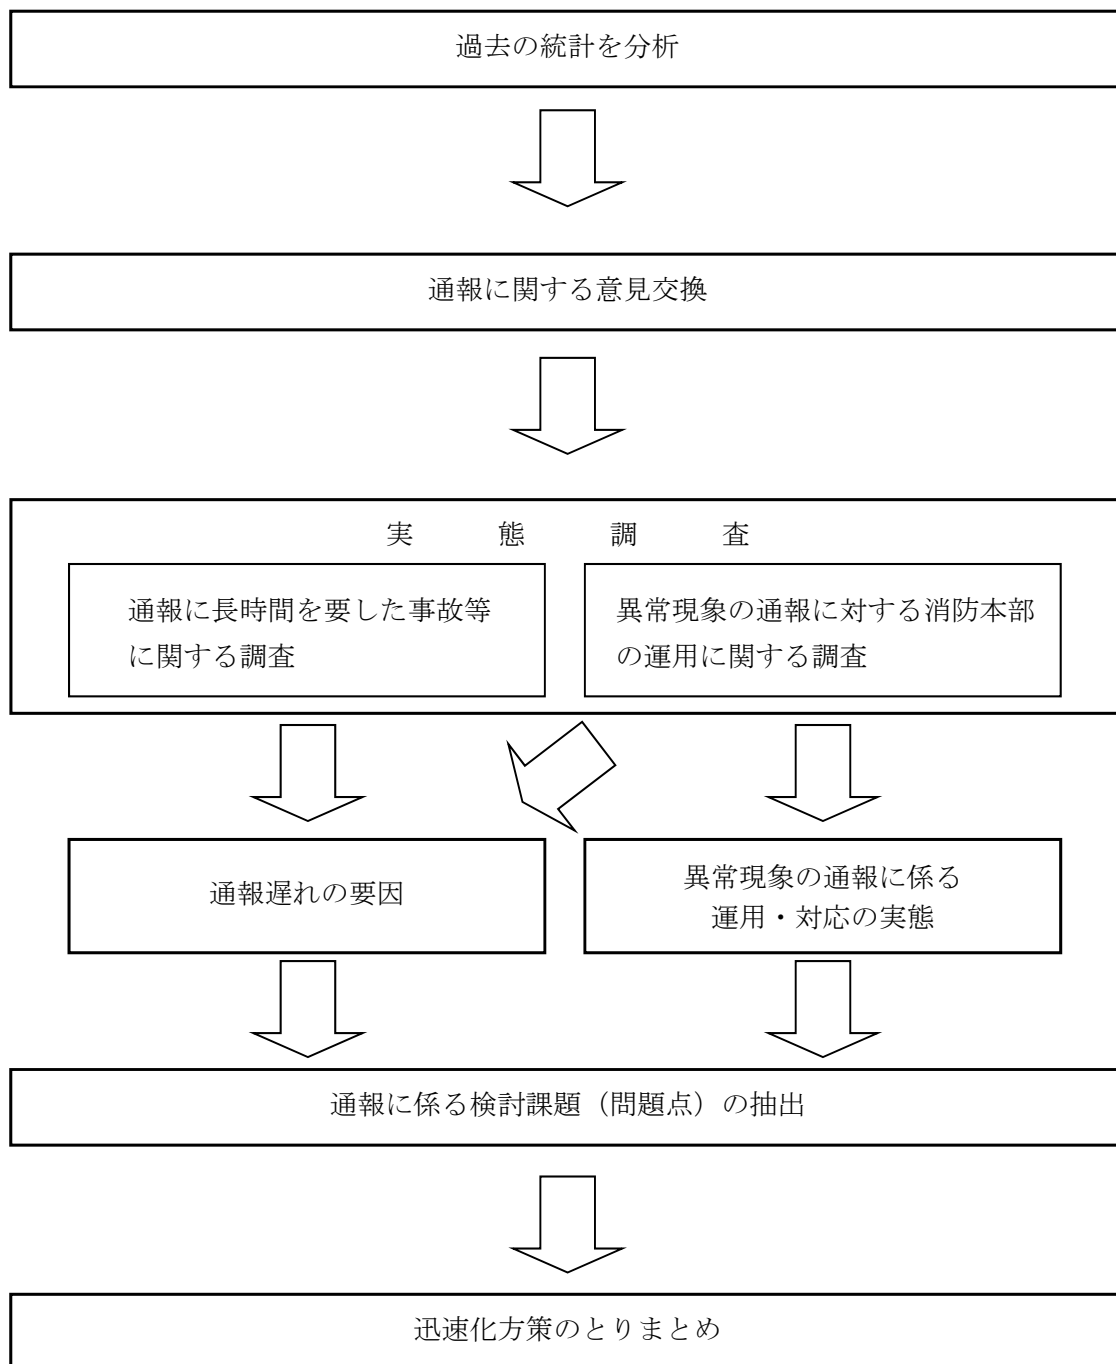 過去の統計を分析
通報に関する意見交換
実態調査
通報に長時間を要した事故等
に関する調査
異常現象の通報に対する消防本部
の運用に関する調査
通報遅れの要因
異常現象の通報に係る
運用・対応の実態
通報に係る検討課題（問題点）の抽出
迅速化方策のとりまとめ